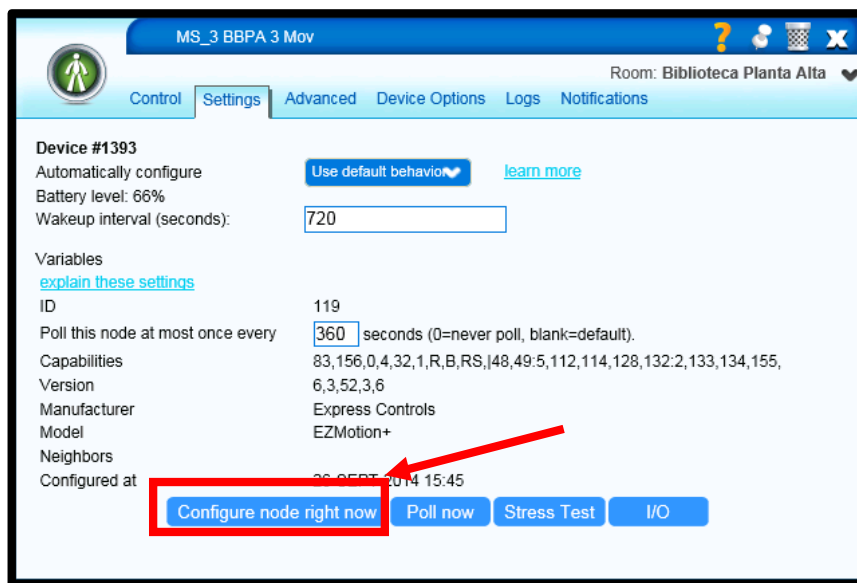 MS_3 BBPA 3 Mov
Room: Biblioteca Planta Alta
Control Settings Advanced Device Options Logs Notifications
Device #1393
Automatically configure Use default behavior learn more
Battery level: 66%
Wakeup interval (seconds): 720
Variables
explain these settings
ID 119
Poll this node at most once every 360 seconds (0=never poll, blank=default).
Capabilities 83,156,0,4,32,1,R,B,RS,|48,49:5,112,114,128,132:2,133,134,155,
Version 6,3,52,3,6
Manufacturer Express Controls
Model EZMotion+
Neighbors
Configured at 2014 15:45
Configure node right now Poll now Stress Test I/O